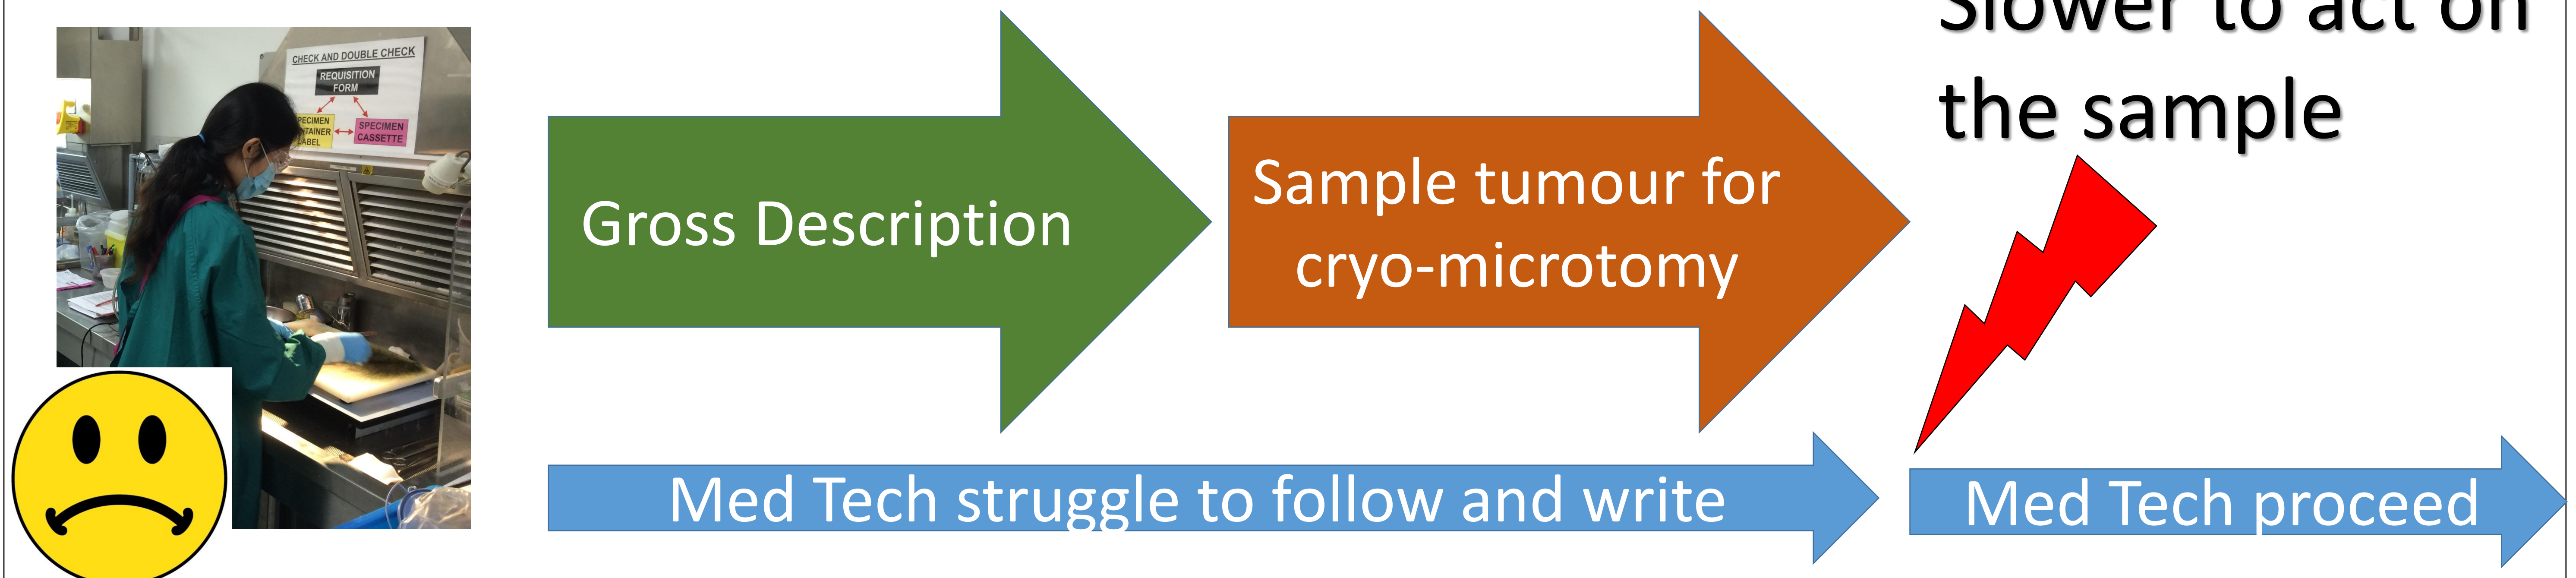 CHECK AND DOUBLE CHECK
REQUISITION
FORM
SPECIMEN
CASSETTE
LABEL
Gross Description
Sample tumour for
cryo-microtomy
Slower to act on
the sample
Med Tech struggle to follow and write
Med Tech proceed